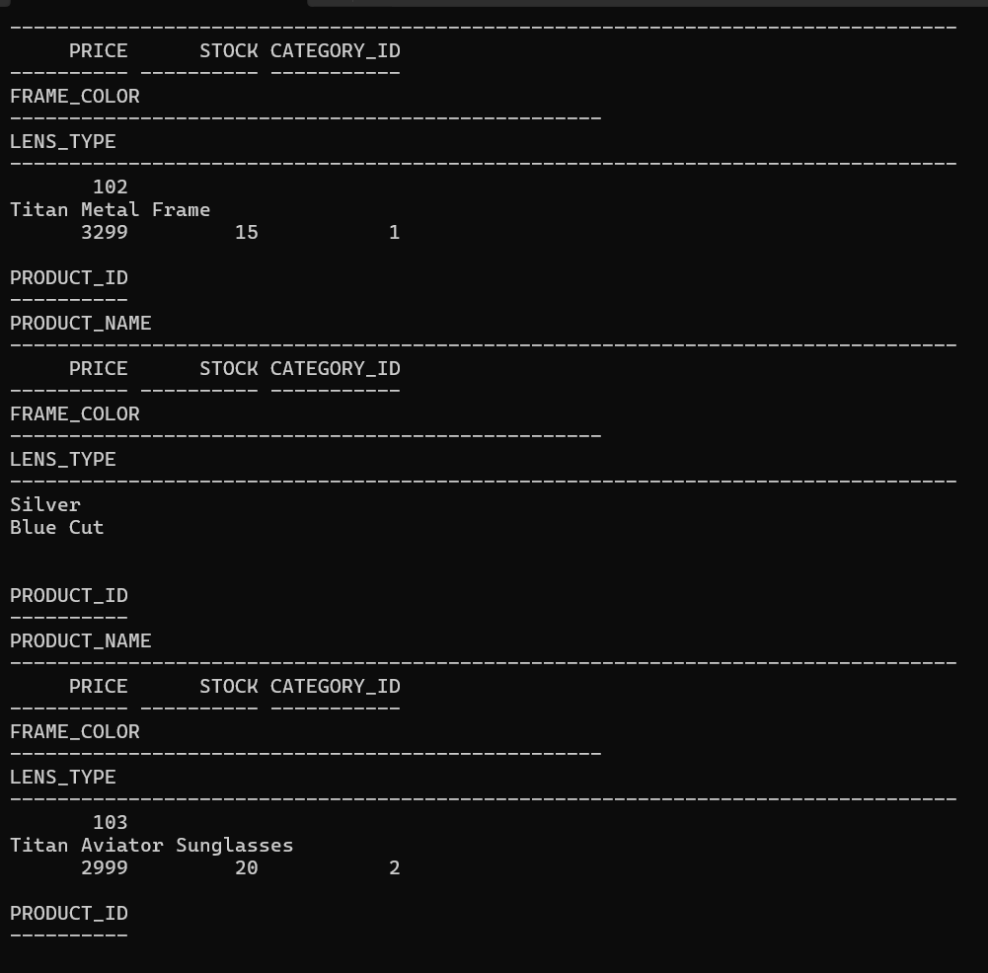 --------------------------------------------------------------------------------
     PRICE      STOCK CATEGORY_ID
---------- ---------- -----------
FRAME_COLOR
--------------------------------------------------
LENS_TYPE
--------------------------------------------------------------------------------
       102
Titan Metal Frame
      3299         15           1

PRODUCT_ID
----------
PRODUCT_NAME
--------------------------------------------------------------------------------
     PRICE      STOCK CATEGORY_ID
---------- ---------- -----------
FRAME_COLOR
--------------------------------------------------
LENS_TYPE
--------------------------------------------------------------------------------
Silver
Blue Cut


PRODUCT_ID
----------
PRODUCT_NAME
--------------------------------------------------------------------------------
     PRICE      STOCK CATEGORY_ID
---------- ---------- -----------
FRAME_COLOR
--------------------------------------------------
LENS_TYPE
--------------------------------------------------------------------------------
       103
Titan Aviator Sunglasses
      2999         20           2

PRODUCT_ID
----------